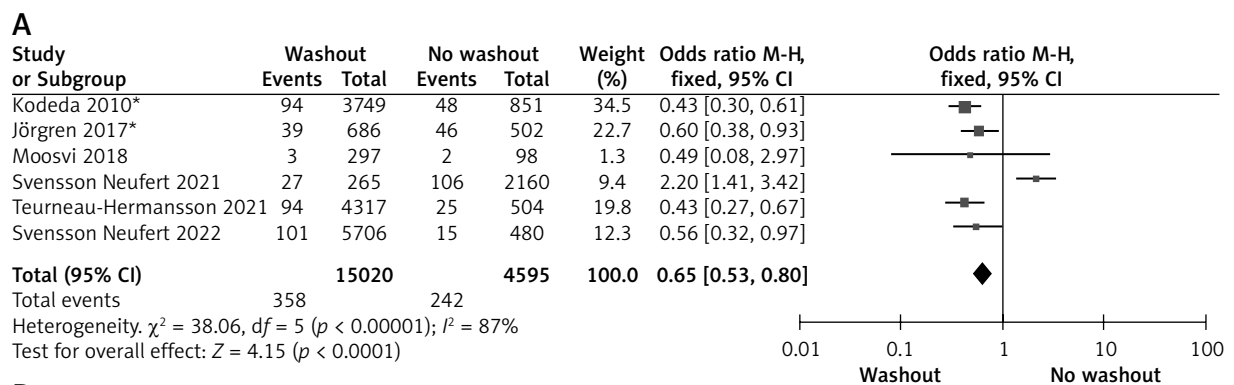 A
Study Washout No washout Weight Odds ratio M-H, Odds ratio M-H,
or Subgroup Events Total Events Total (%) fixed, 95% CI fixed, 95% CI
Kodeda 2010* 94 3749 48 851 34.5 0.43 [0.30, 0.61]
Jörgren 2017* 39 686 46 502 22.7 0.60 [0.38, 0.93]
Moosvi 2018 3 297 2 98 1.3 0.49 [0.08, 2.97]
Svensson Neufert 2021 27 265 106 2160 9.4 2.20 [1.41, 3.42]
Teurneau-Hermansson 2021 94 4317 25 504 19.8 0.43 [0.27, 0.67]
Svensson Neufert 2022 101 5706 15 480 12.3 0.56 [0.32, 0.97]
Total (95% CI) 15020 4595 100.0 0.65 [0.53, 0.80]
Total events 358 242
Heterogeneity. χ² = 38.06, df = 5 (p < 0.00001); I² = 87%
Test for overall effect: Z = 4.15 (p < 0.0001)
0.01 0.1 1 10 100
Washout No washout